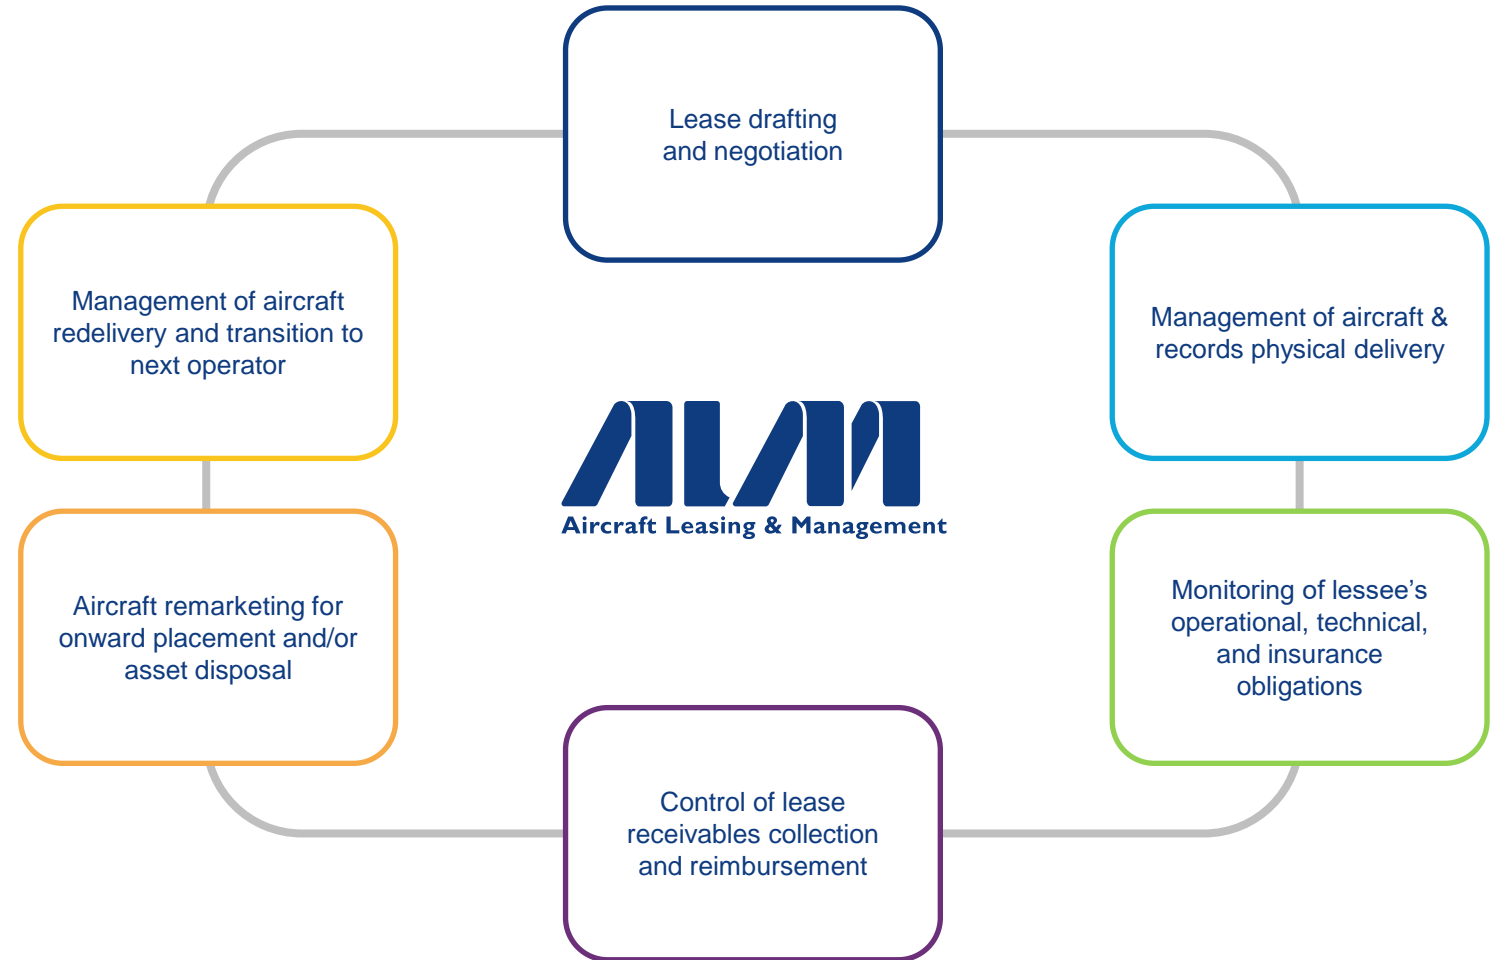 Lease drafting
and negotiation
Management of aircraft &
records physical delivery
Monitoring of lessee’s
operational, technical,
and insurance
obligations
Control of lease
receivables collection
and reimbursement
Aircraft remarketing for
onward placement and/or
asset disposal
Management of aircraft
redelivery and transition to
next operator
ALM
Aircraft Leasing & Management